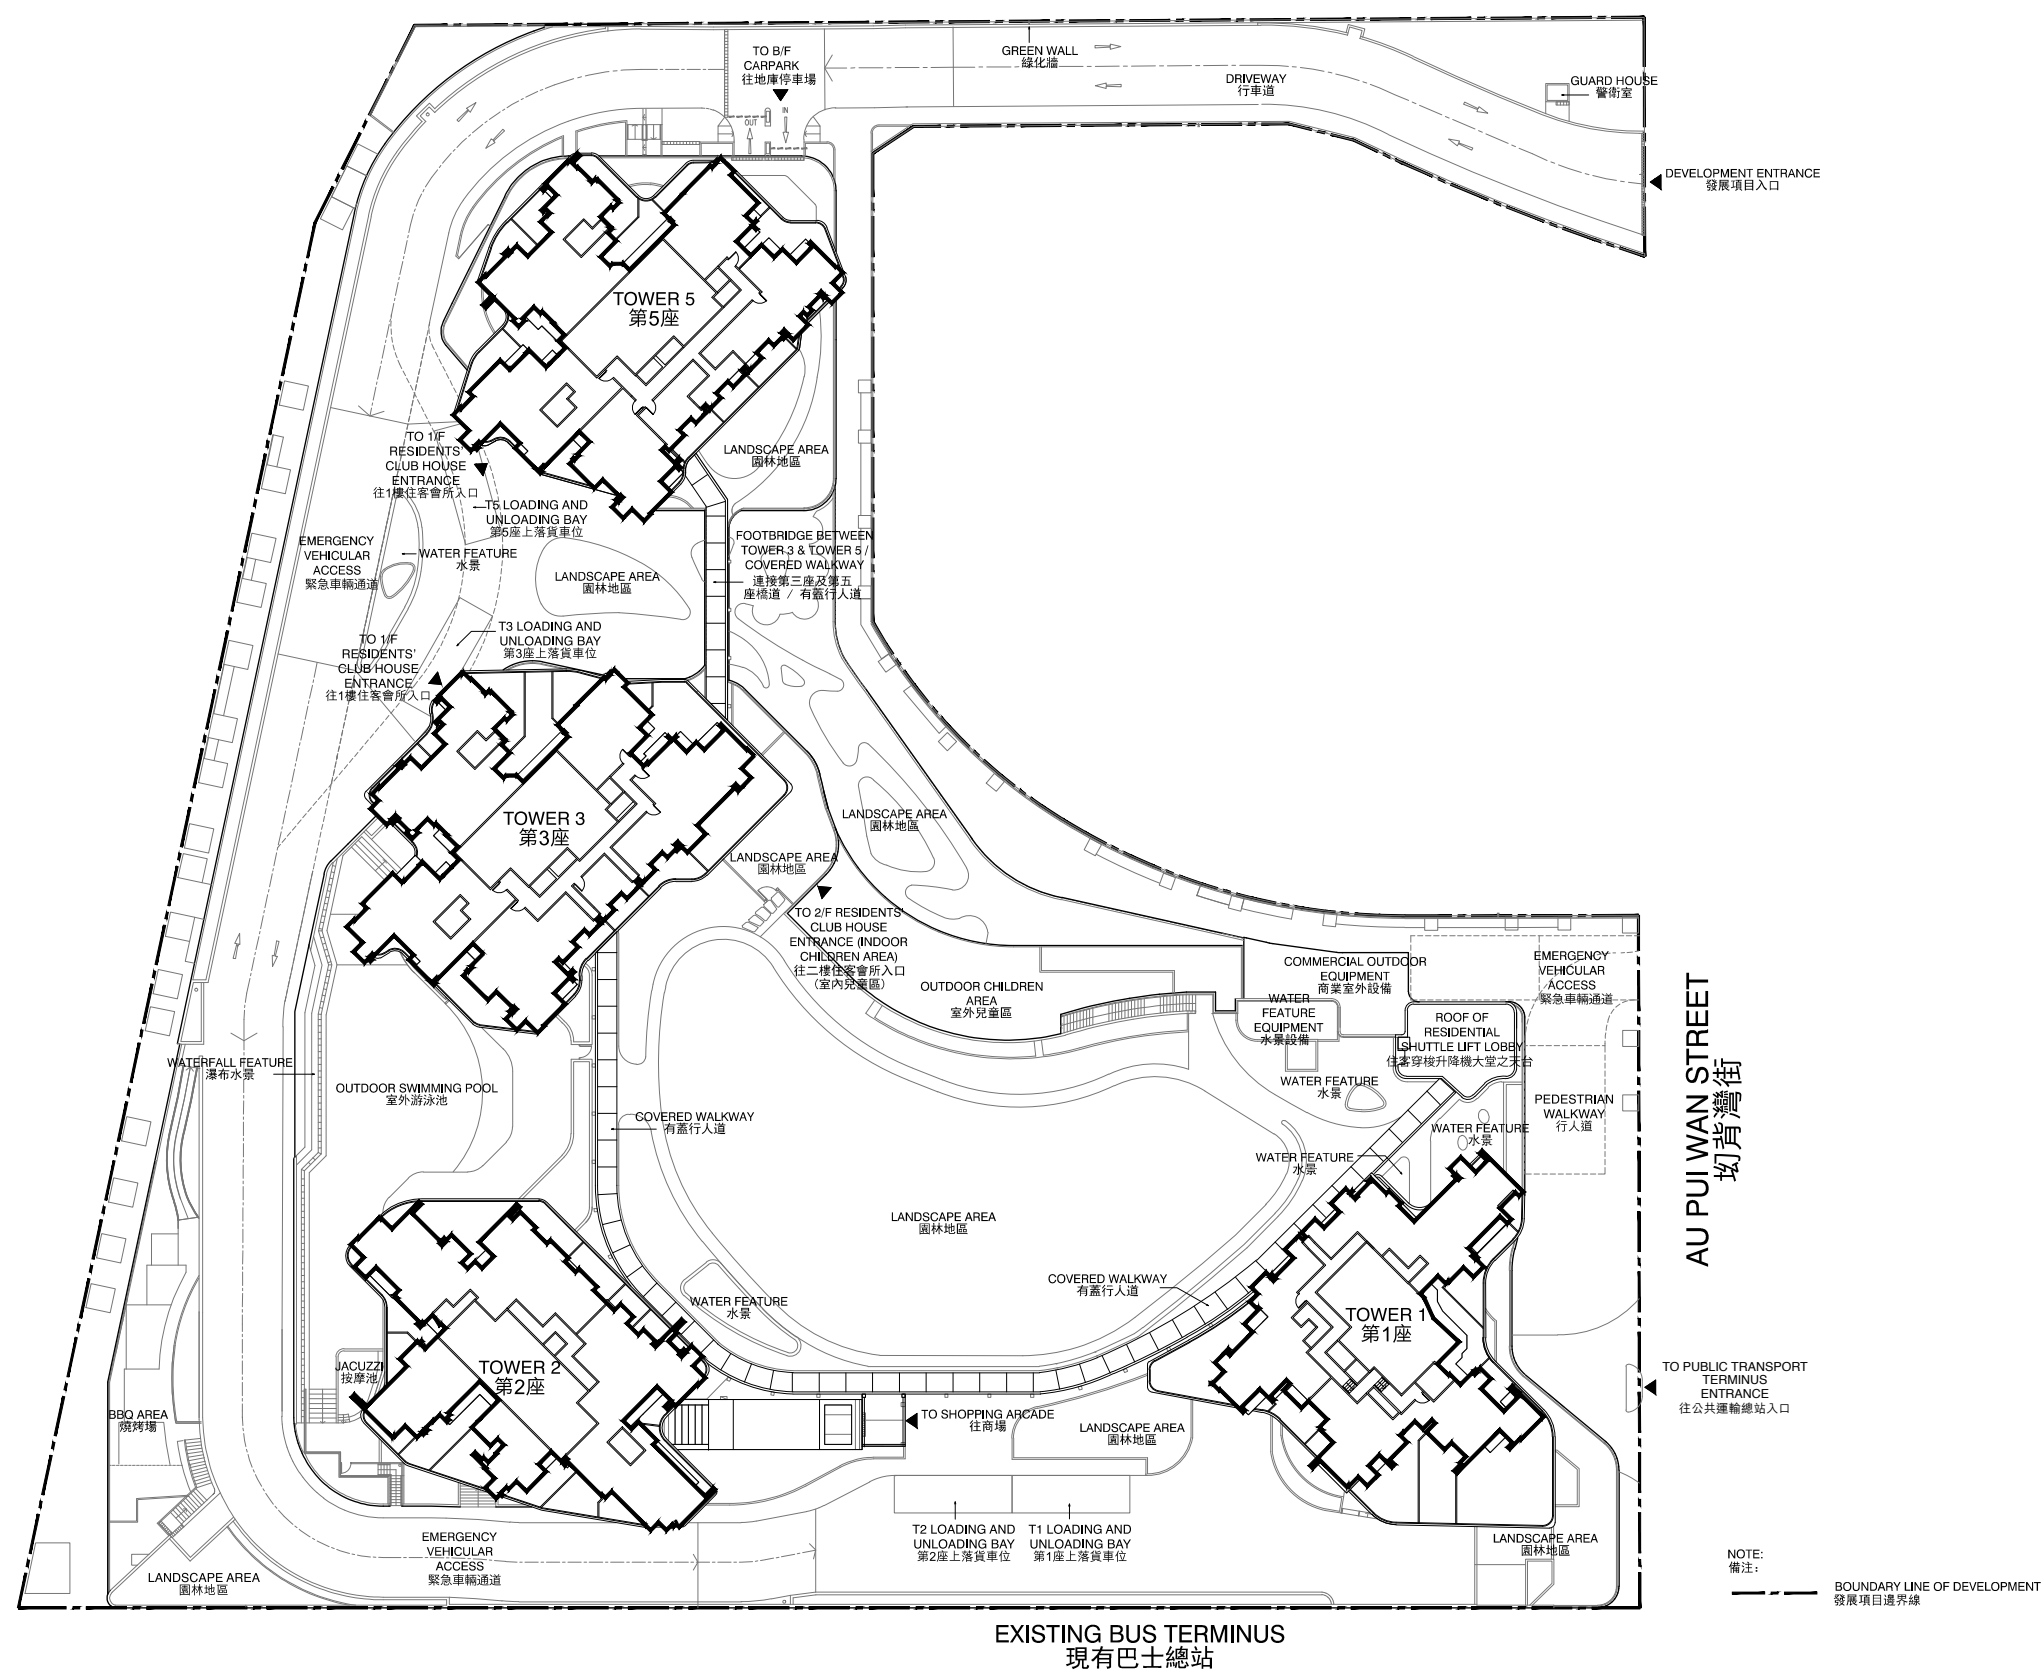 TO B/F
CARPARK
往地庫停車場
IN
OUT
GREEN WALL
綠化牆
DRIVEWAY
行車道
GUARD HOUSE
警衛室
DEVELOPMENT ENTRANCE
發展項目入口
TOWER 5
第5座
TO 1/F
RESIDENTS'
CLUB HOUSE
ENTRANCE
往1樓住客會所入口
LANDSCAPE AREA
園林地區
T5 LOADING AND
UNLOADING BAY
第5座上落貨車位
EMERGENCY
VEHICULAR
ACCESS
緊急車輛通道
WATER FEATURE
水景
LANDSCAPE AREA
園林地區
FOOTBRIDGE BETWEEN
TOWER 3 & TOWER 5 /
COVERED WALKWAY
連接第三座及第五
座橋道 / 有蓋行人道
T3 LOADING AND
UNLOADING BAY
第3座上落貨車位
TO 1/F
RESIDENTS'
CLUB HOUSE
ENTRANCE
往1樓住客會所入口
TOWER 3
第3座
LANDSCAPE AREA
園林地區
LANDSCAPE AREA
園林地區
TO 2/F RESIDENTS'
CLUB HOUSE
ENTRANCE (INDOOR
CHILDREN AREA)
往二樓住客會所入口
(室內兒童區)
OUTDOOR CHILDREN
AREA
室外兒童區
COMMERCIAL OUTDOOR
EQUIPMENT
商業室外設備
EMERGENCY
VEHICULAR
ACCESS
緊急車輛通道
WATER
FEATURE
EQUIPMENT
水景設備
ROOF OF
RESIDENTIAL
SHUTTLE LIFT LOBBY
住客穿梭升降機大堂之天台
AU PUI WAN STREET
坳背灣街
WATERFALL FEATURE
瀑布水景
OUTDOOR SWIMMING POOL
室外游泳池
WATER FEATURE
水景
PEDESTRIAN
WALKWAY
行人道
COVERED WALKWAY
有蓋行人道
WATER FEATURE
水景
WATER FEATURE
水景
LANDSCAPE AREA
園林地區
COVERED WALKWAY
有蓋行人道
WATER FEATURE
水景
TOWER 1
第1座
TOWER 2
第2座
JACUZZI
按摩池
TO PUBLIC TRANSPORT
TERMINUS
ENTRANCE
往公共運輸總站入口
BBQ AREA
燒烤場
TO SHOPPING ARCADE
往商場
LANDSCAPE AREA
園林地區
EMERGENCY
VEHICULAR
ACCESS
緊急車輛通道
T2 LOADING AND
UNLOADING BAY
第2座上落貨車位
T1 LOADING AND
UNLOADING BAY
第1座上落貨車位
LANDSCAPE AREA
園林地區
LANDSCAPE AREA
園林地區
NOTE:
備注:
BOUNDARY LINE OF DEVELOPMENT
發展項目邊界線
EXISTING BUS TERMINUS
現有巴士總站